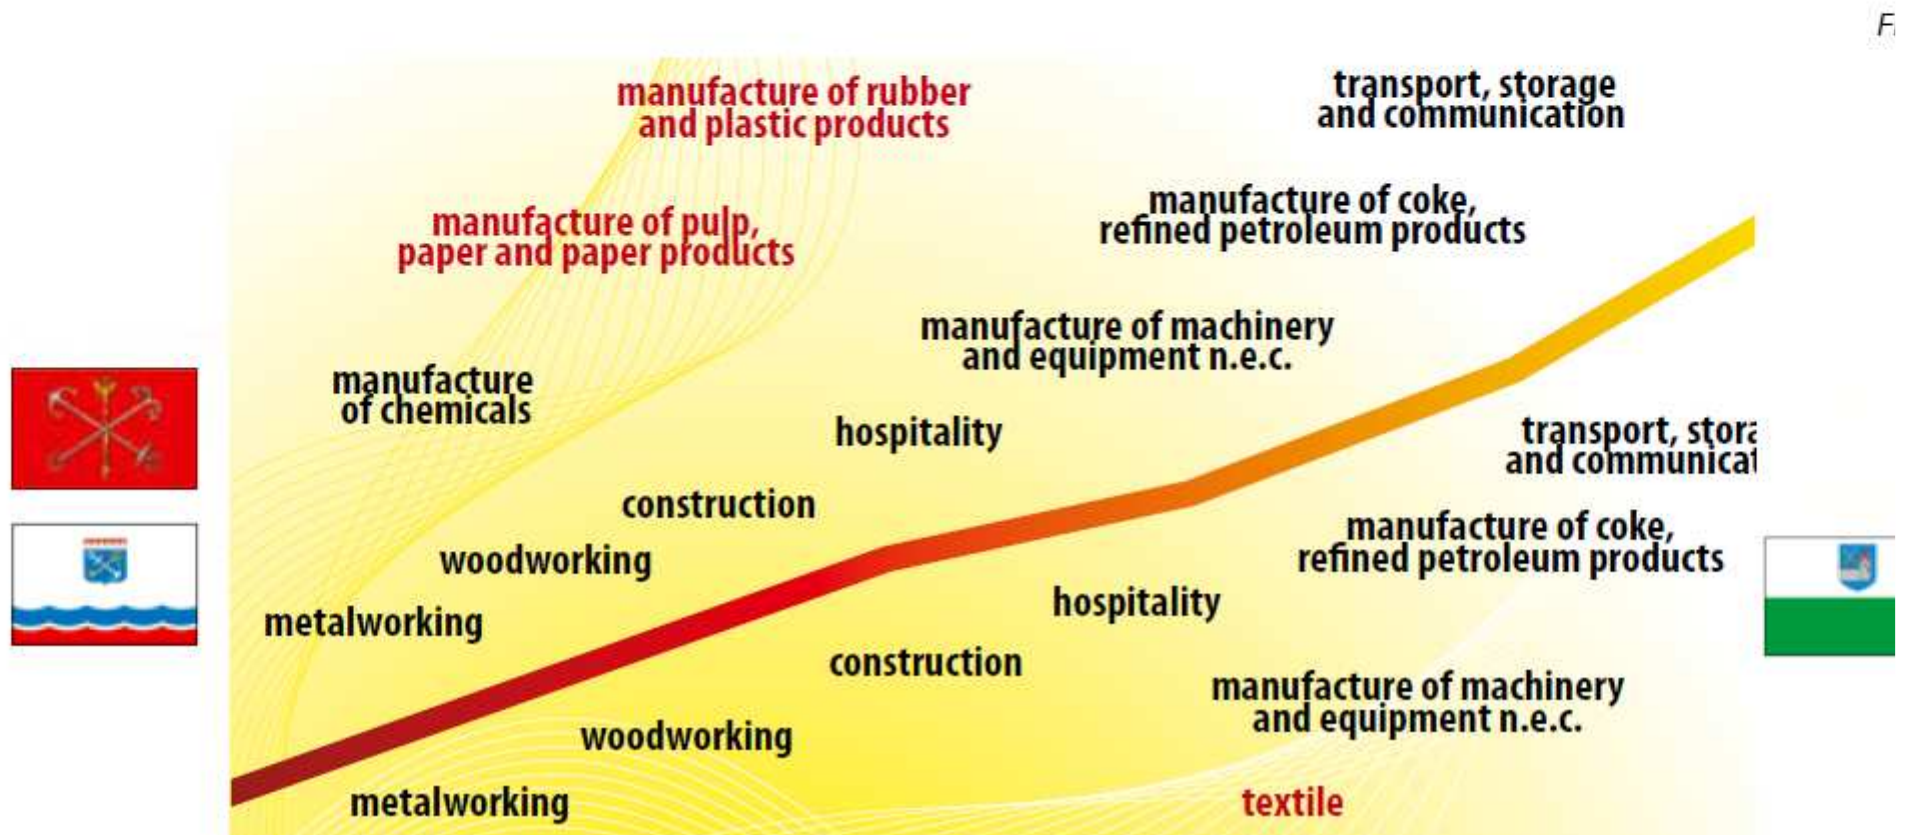 manufacture of rubber
and plastic products
transport, storage
and communication
manufacture of pulp,
paper and paper products
manufacture of coke,
refined petroleum products
manufacture of machinery
and equipment n.e.c.
manufacture
of chemicals
hospitality
construction
woodworking
metalworking
transport, stora
and communicat
manufacture of coke,
refined petroleum products
hospitality
construction
manufacture of machinery
and equipment n.e.c.
woodworking
metalworking
textile